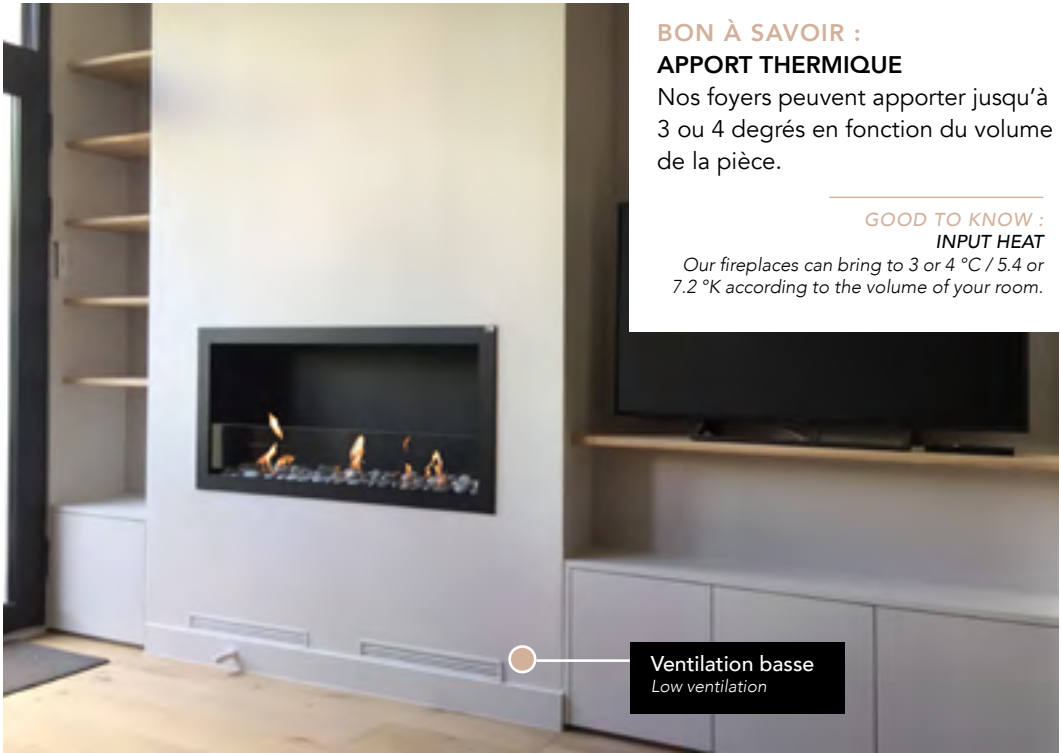 BON À SAVOIR :
APPORT THERMIQUE
Nos foyers peuvent apporter jusqu’à
3 ou 4 degrés en fonction du volume
de la pièce.
GOOD TO KNOW :
INPUT HEAT
Our fireplaces can bring to 3 or 4 °C / 5.4 or
7.2 °K according to the volume of your room.
Ventilation basse
Low ventilation